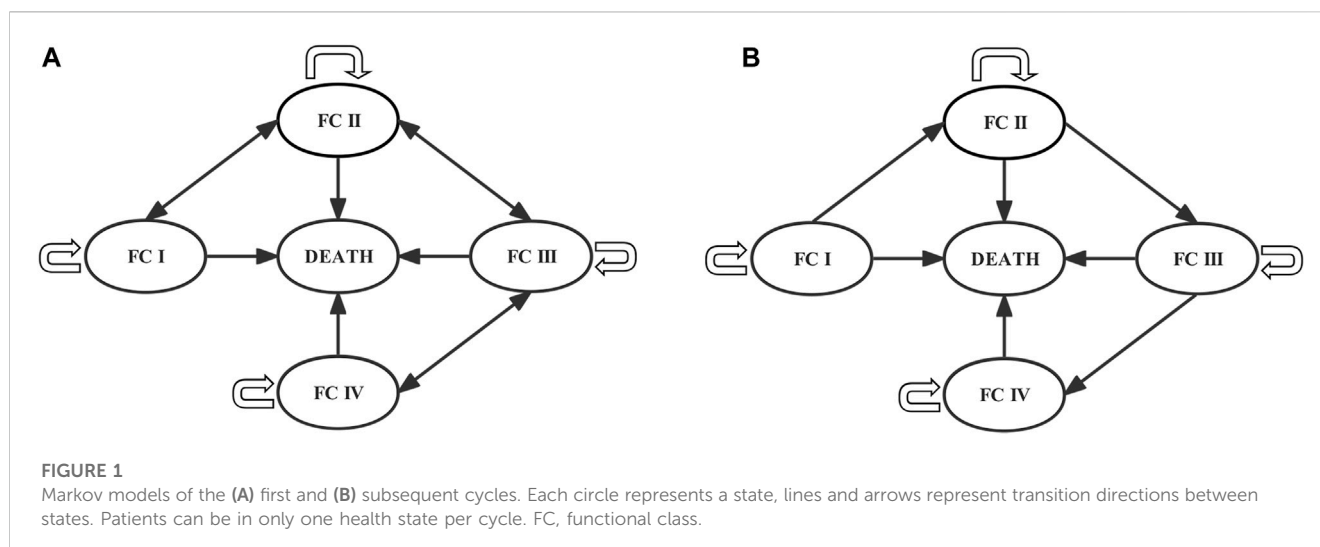 A
FC II
FC I
DEATH
FC III
FC IV
B
FC II
FC I
DEATH
FC III
FC IV
FIGURE 1
Markov models of the (A) first and (B) subsequent cycles. Each circle represents a state, lines and arrows represent transition directions between
states. Patients can be in only one health state per cycle. FC, functional class.